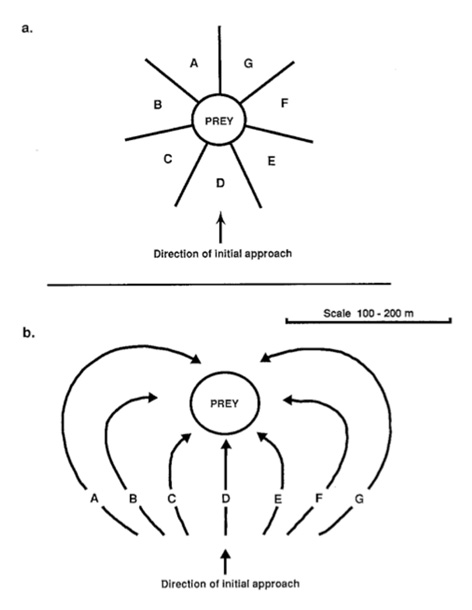 a.
A
G
B
PREY
F
C
E
D
Direction of initial approach
Scale 100 - 200 m
b.
PREY
A
B
C
D
E
F
G
Direction of initial approach